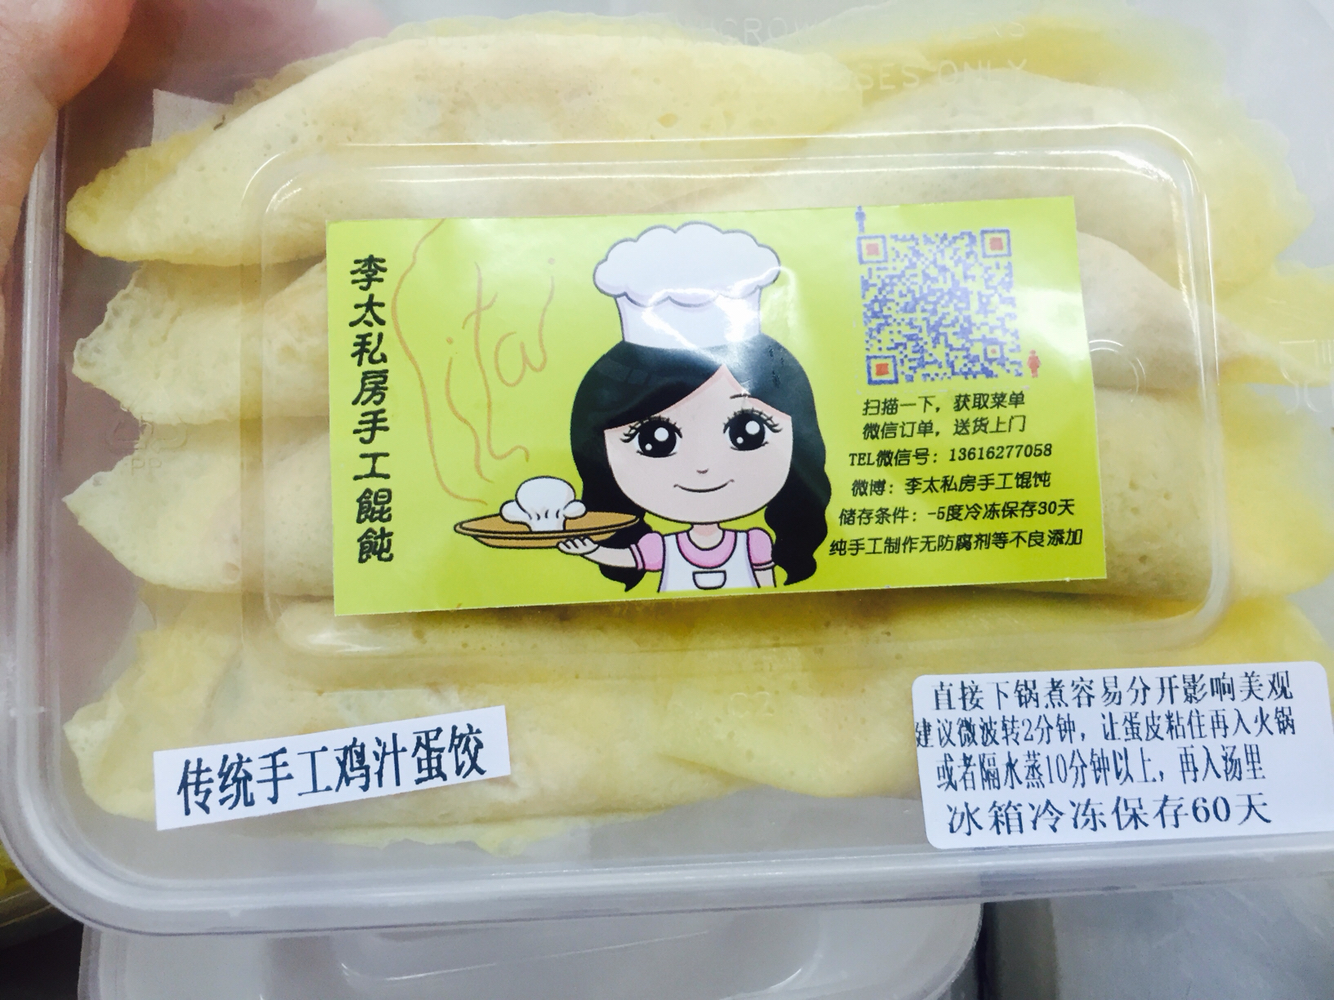 李太私房手工餛飩
Litai
扫描一下，获取菜单
微信订单，送货上门
TEL微信号：13616277058
微博：李太私房手工馄饨
储存条件：-5度冷冻保存30天
纯手工制作无防腐剂等不良添加
传统手工鸡汁蛋饺
直接下锅煮容易分开影响美观
建议微波转2分钟，让蛋皮粘住再入火锅
或者隔水蒸10分钟以上，再入汤里
冰箱冷冻保存60天